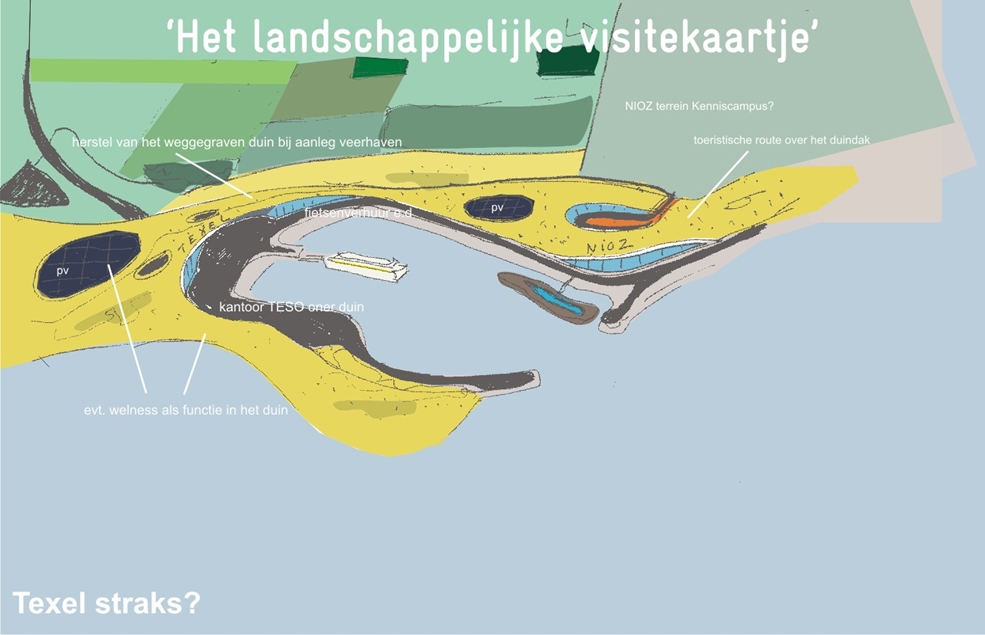 ‘Het landschappelijke visitekaartje’
NIOZ terrein Kenniscampus?
herstel van het weggegraven duin bij aanleg veerhaven
toeristische route over het duindak
fietsenverhuur e.d.
pv
TEXEL
NIOZ
pv
kantoor TESO oner duin
evt. welness als functie in het duin
Texel straks?